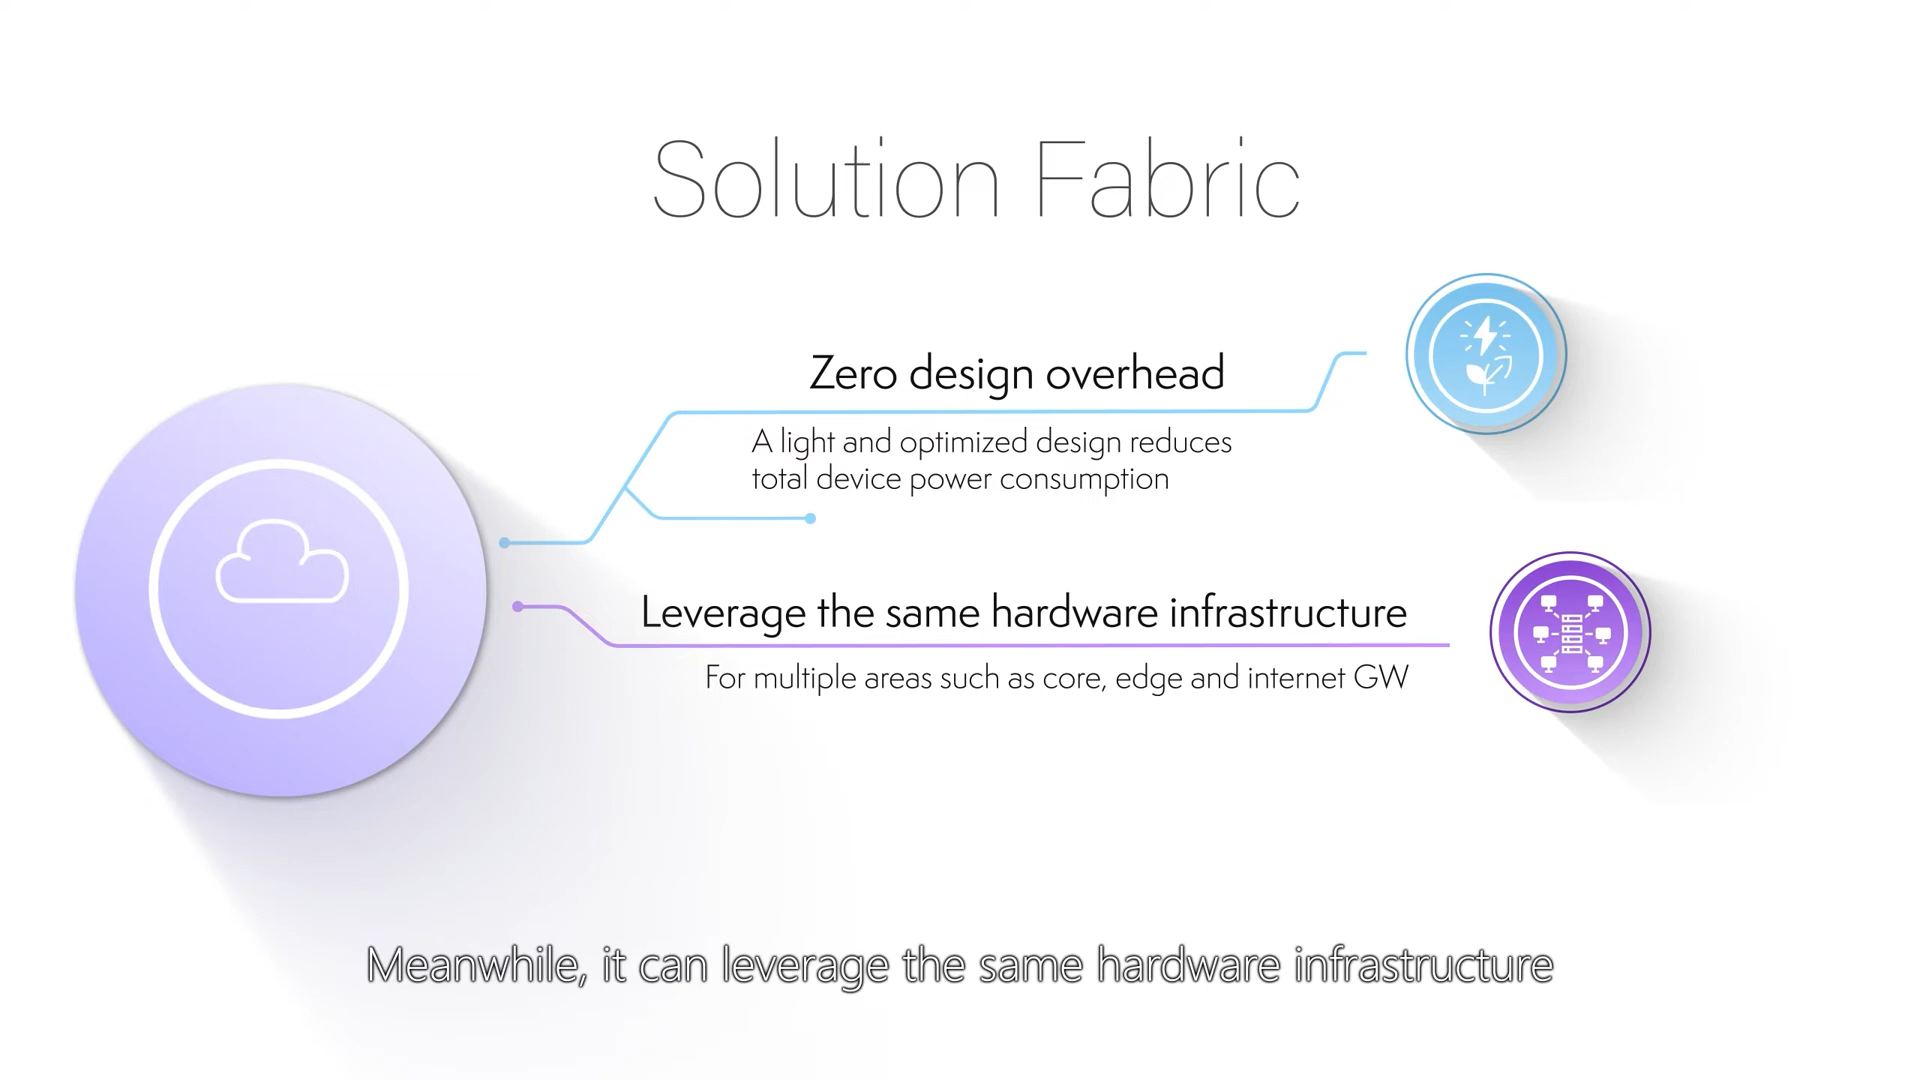 Solution Fabric
Zero design overhead
A light and optimized design reduces
total device power consumption
Leverage the same hardware infrastructure
For multiple areas such as core, edge and internet GW
Meanwhile, it can leverage the same hardware infrastructure